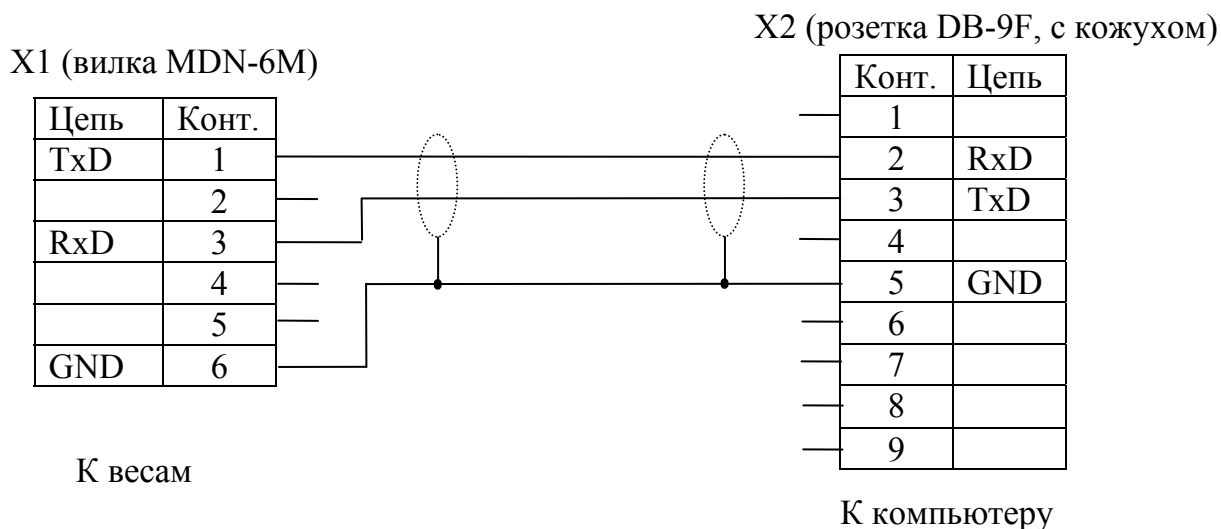 X2 (розетка DB-9F, с кожухом)
X1 (вилка MDN-6M)
Цепь Конт.
TxD 1
2
RxD 3
4
5
GND 6
К весам
Конт. Цепь
1
2 RxD
3 TxD
4
5 GND
6
7
8
9
К компьютеру